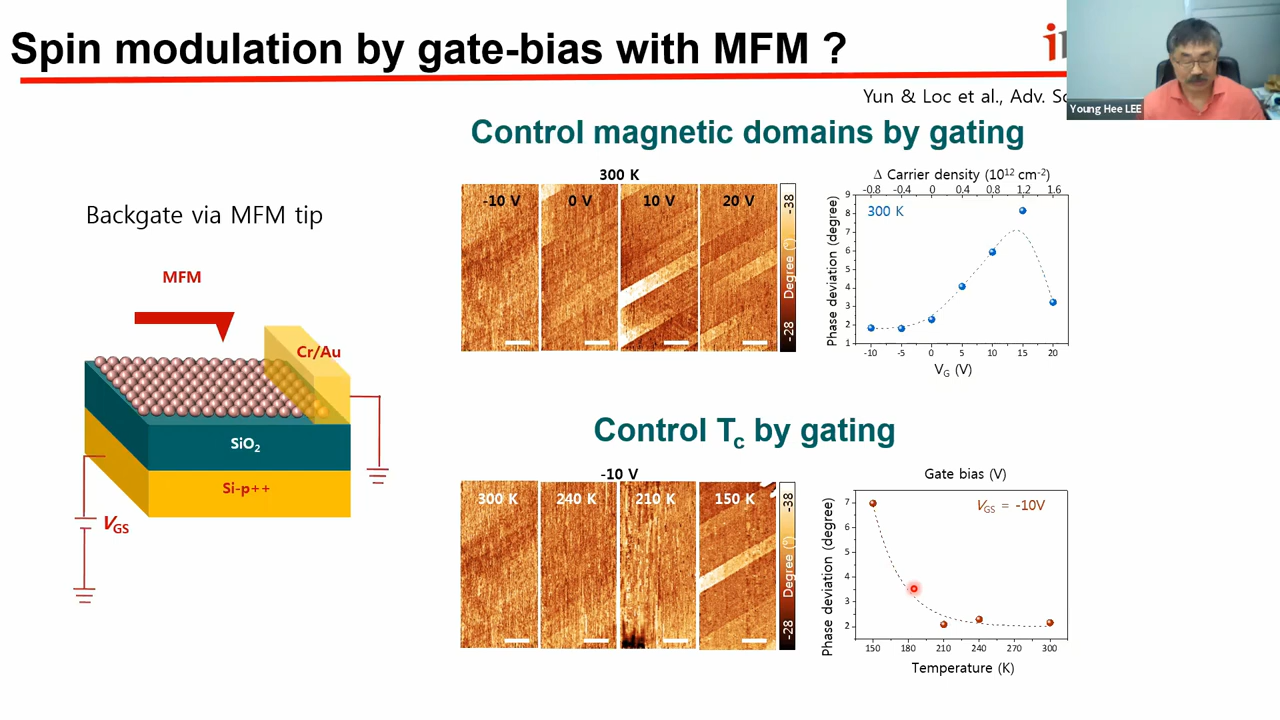 Spin modulation by gate-bias with MFM ?
Yun & Loc et al., Adv.
Young Hee LEE
Control magnetic domains by gating
Backgate via MFM tip
MFM
Cr/Au
SiO2
Si-p++
VGS
300 K
-10 V
0 V
10 V
20 V
-38
Degree (°)
-28
Δ Carrier density (10^12 cm^-2)
-0.8 -0.4 0 0.4 0.8 1.2 1.6
300 K
Phase deviation (degree)
9
8
7
6
5
4
3
2
1
-10 -5 0 5 10 15 20
VG (V)
Control Tc by gating
-10 V
300 K
240 K
210 K
150 K
-38
Degree (°)
-28
Gate bias (V)
VGS = -10V
Phase deviation (degree)
7
6
5
4
3
2
150 180 210 240 270 300
Temperature (K)